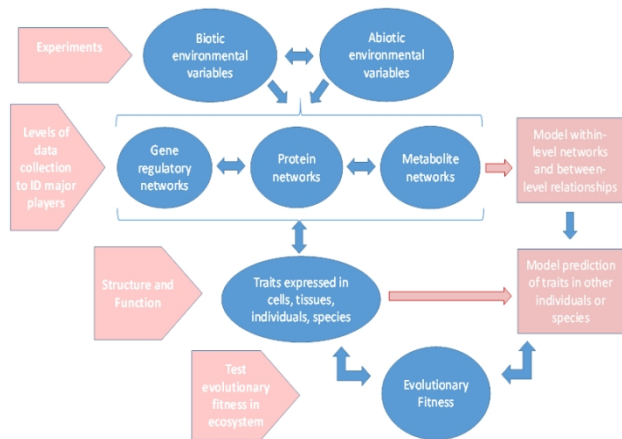 Experiments
Biotic
environmental
variables
Abiotic
environmental
variables
Levels of
data
collection
to ID major
players
Gene
regulatory
networks
Protein
networks
Metabolite
networks
Model within-
level networks
and between-
level relationships
Structure and
Function
Traits expressed in
cells, tissues,
individuals, species
Model prediction
of traits in other
individuals or
species
Test
evolutionary
fitness in
ecosystem
Evolutionary
Fitness